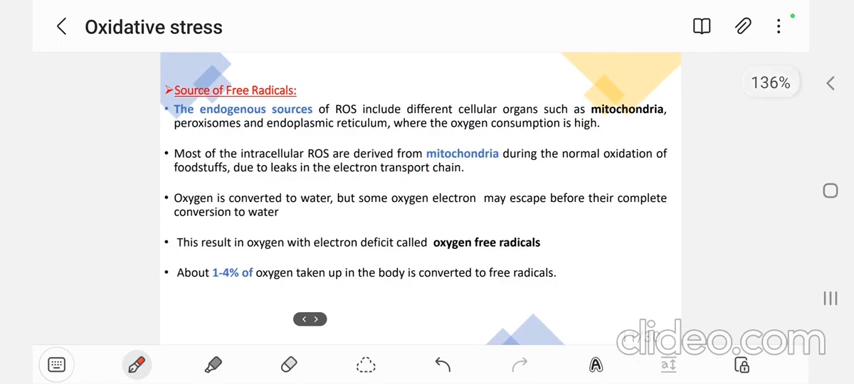 Oxidative stress
136%
➢Source of Free Radicals:
• The endogenous sources of ROS include different cellular organs such as mitochondria,
peroxisomes and endoplasmic reticulum, where the oxygen consumption is high.
• Most of the intracellular ROS are derived from mitochondria during the normal oxidation of
foodstuffs, due to leaks in the electron transport chain.
• Oxygen is converted to water, but some oxygen electron may escape before their complete
conversion to water
• This result in oxygen with electron deficit called oxygen free radicals
• About 1-4% of oxygen taken up in the body is converted to free radicals.
clideo.com